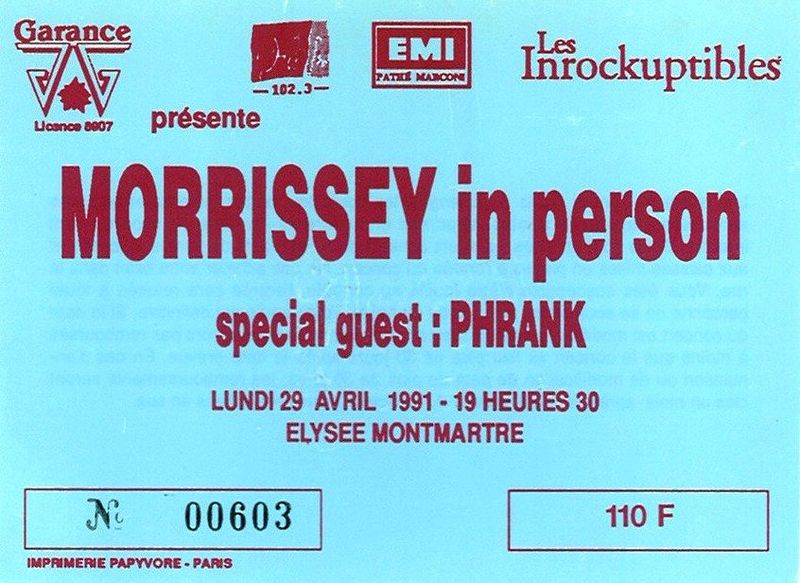 Garance
Licence 8907
102.3
EMI
PATHÉ MARCONI
Les
Inrockuptibles
présente
MORRISSEY in person
special guest : PHRANK
LUNDI 29 AVRIL 1991 - 19 HEURES 30
ELYSEE MONTMARTRE
N° 00603
110 F
IMPRIMERIE PAPYVORE - PARIS